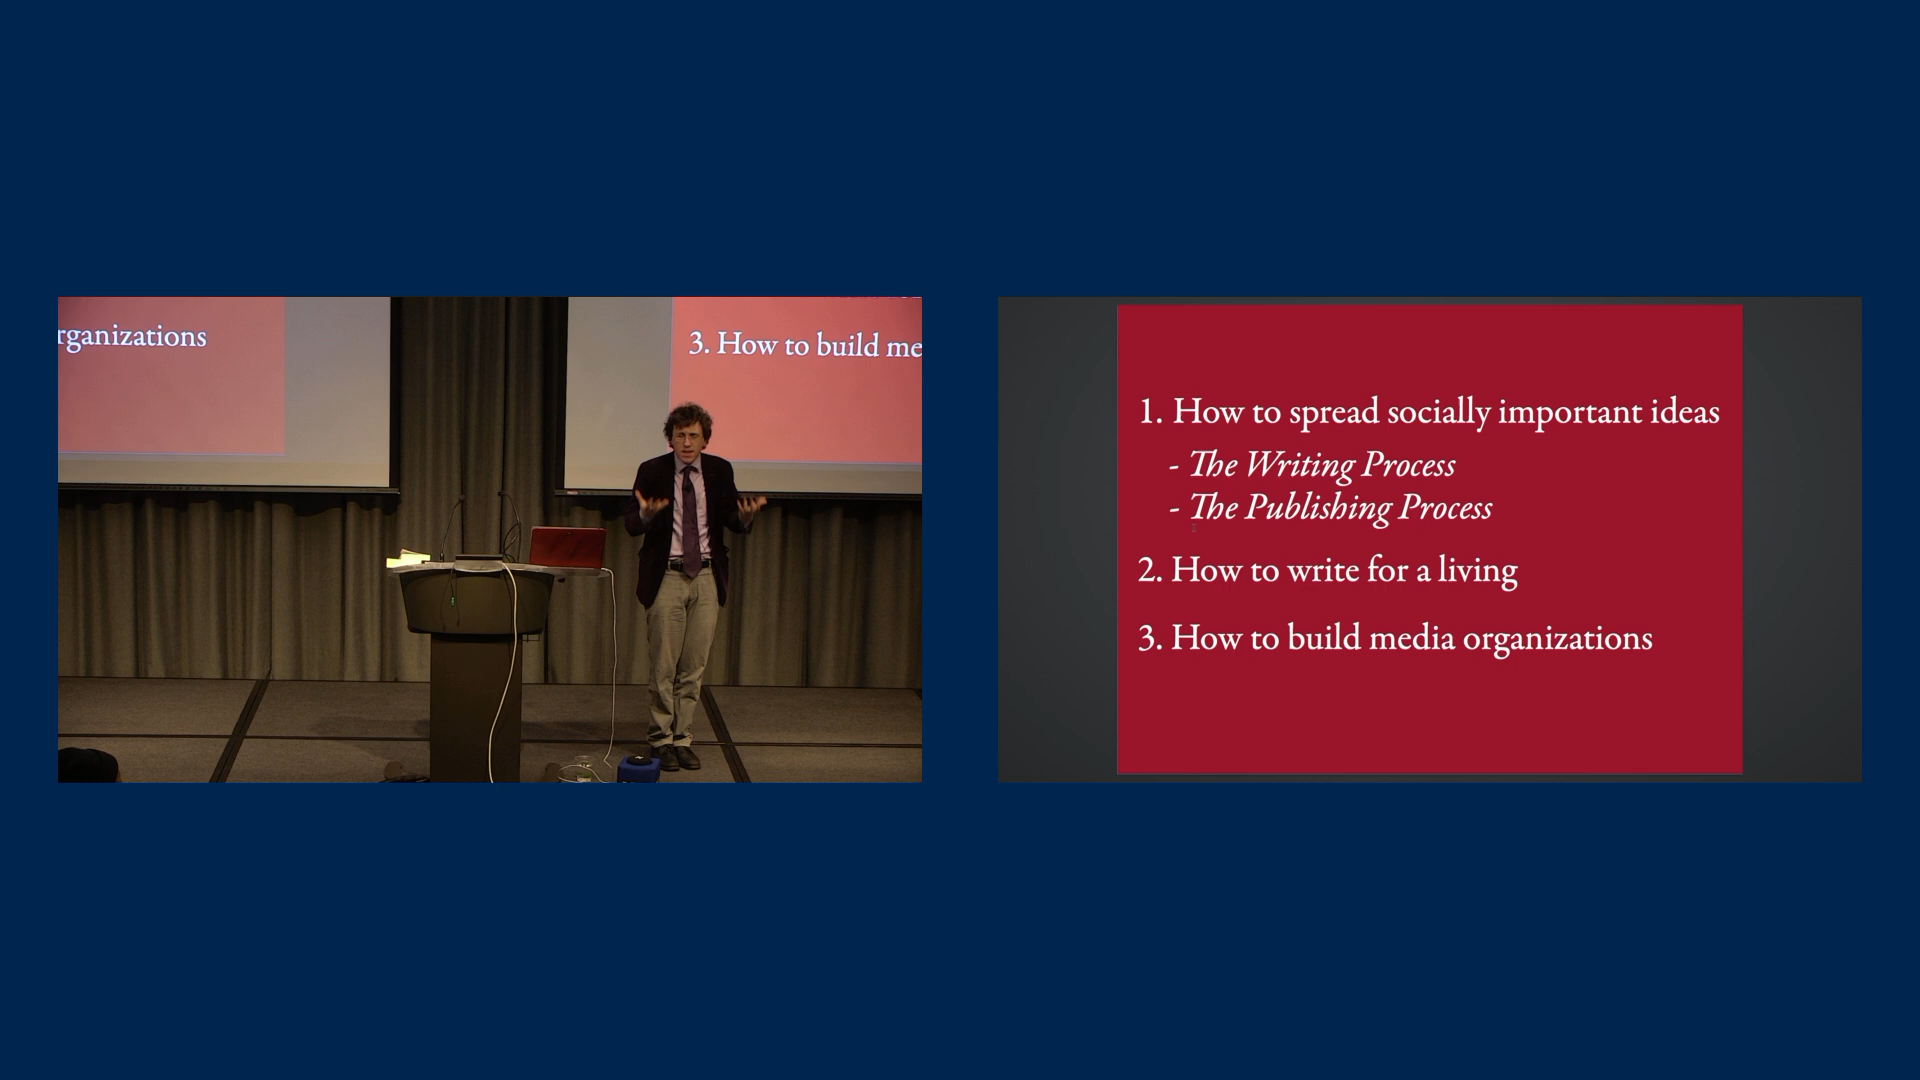 rganizations
3. How to build me
1. How to spread socially important ideas
- The Writing Process
- The Publishing Process
2. How to write for a living
3. How to build media organizations